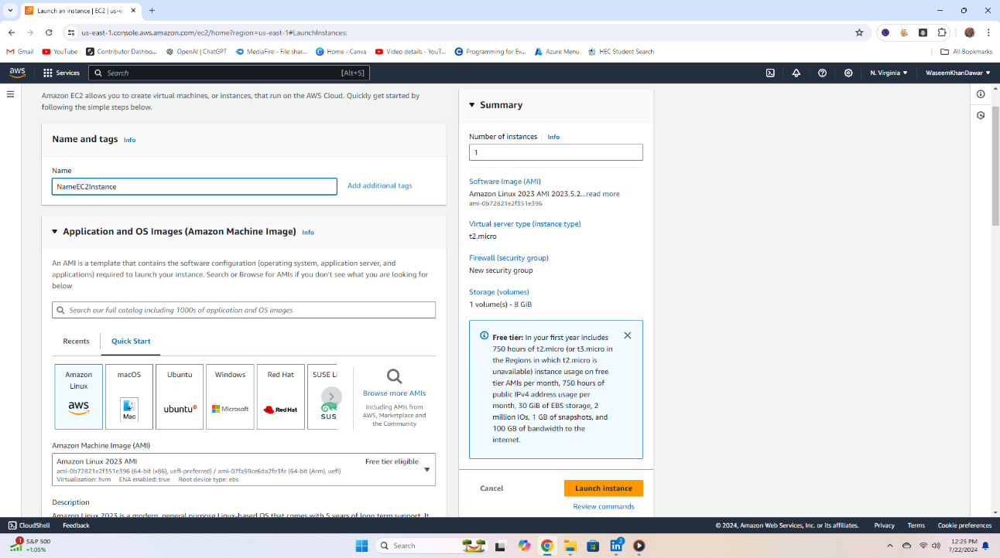 Launch an instance | EC2 | us-e
us-east-1.console.aws.amazon.com/ec2/home?region=us-east-1#LaunchInstances:
Gmail
YouTube
Contributor Dashbo...
OpenAI | ChatGPT
MediaFire - File shar...
Home - Canva
Video details - YouT...
Programming for Ev...
Azure Menu
HEC Student Search
All Bookmarks
aws
Services
Search
[Alt+S]
N. Virginia
WaseemKhanDawar
Amazon EC2 allows you to create virtual machines, or instances, that run on the AWS Cloud. Quickly get started by
following the simple steps below.
Name and tags Info
Name
NameEC2Instance
Add additional tags
Application and OS Images (Amazon Machine Image) Info
An AMI is a template that contains the software configuration (operating system, application server, and
applications) required to launch your instance. Search or Browse for AMIs if you don't see what you are looking for
below
Search our full catalog including 1000s of application and OS images
Recents
Quick Start
Amazon
Linux
aws
macOS
Mac
Ubuntu
ubuntu
Windows
Microsoft
Red Hat
Red Hat
SUSE Li
SUS
Browse more AMIs
Including AMIs from
AWS, Marketplace and
the Community
Amazon Machine Image (AMI)
Amazon Linux 2023 AMI
Free tier eligible
ami-0b72821e2f351e396 (64-bit (x86), uefi-preferred) / ami-07fa59ce6da2fe3fe (64-bit (Arm), uefi)
Virtualization: hvm ENA enabled: true Root device type: ebs
Description
Amazon Linux 2023 is a modern, general purpose Linux-based OS that comes with 5 years of long term support. It
Summary
Number of instances Info
1
Software Image (AMI)
Amazon Linux 2023 AMI 2023.5.2...read more
ami-0b72821e2f351e396
Virtual server type (instance type)
t2.micro
Firewall (security group)
New security group
Storage (volumes)
1 volume(s) - 8 GiB
Free tier: In your first year includes
750 hours of t2.micro (or t3.micro in
the Regions in which t2.micro is
unavailable) instance usage on free
tier AMIs per month, 750 hours of
public IPv4 address usage per
month, 30 GiB of EBS storage, 2
million IOs, 1 GB of snapshots, and
100 GB of bandwidth to the
internet.
Cancel
Launch instance
Review commands
CloudShell
Feedback
© 2024, Amazon Web Services, Inc. or its affiliates.
Privacy
Terms
Cookie preferences
1
S&P 500
+1.05%
Search
2
12:25 PM
7/22/2024